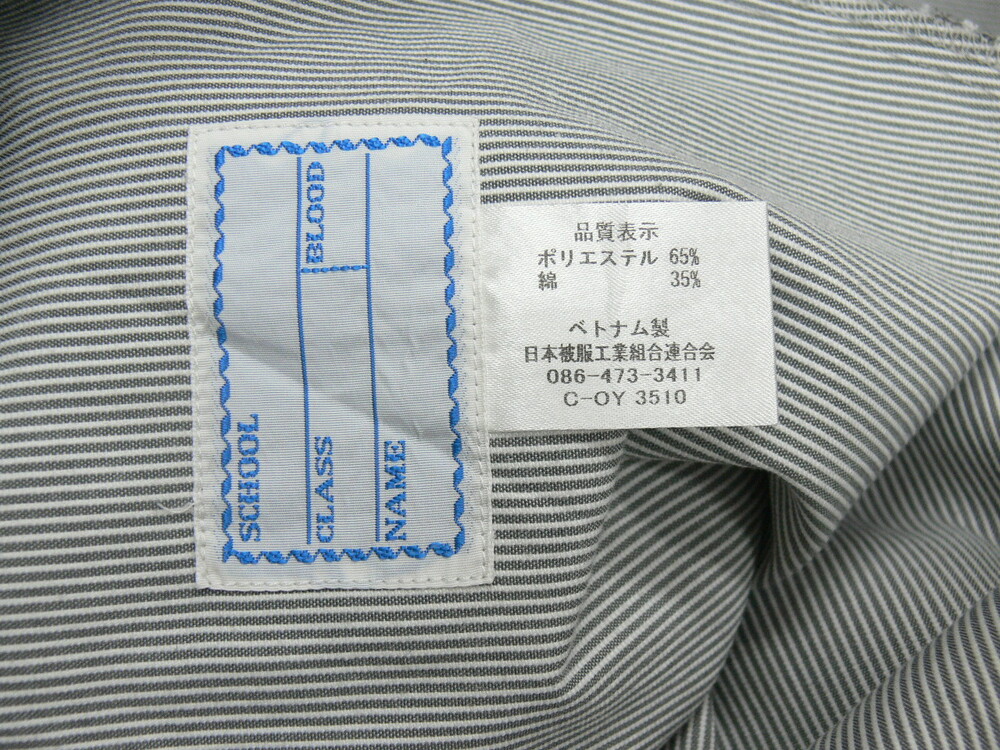 SCHOOL
CLASS BLOOD
NAME
品質表示
ポリエステル 65%
綿 35%
ベトナム製
日本被服工業組合連合会
086-473-3411
C-OY 3510